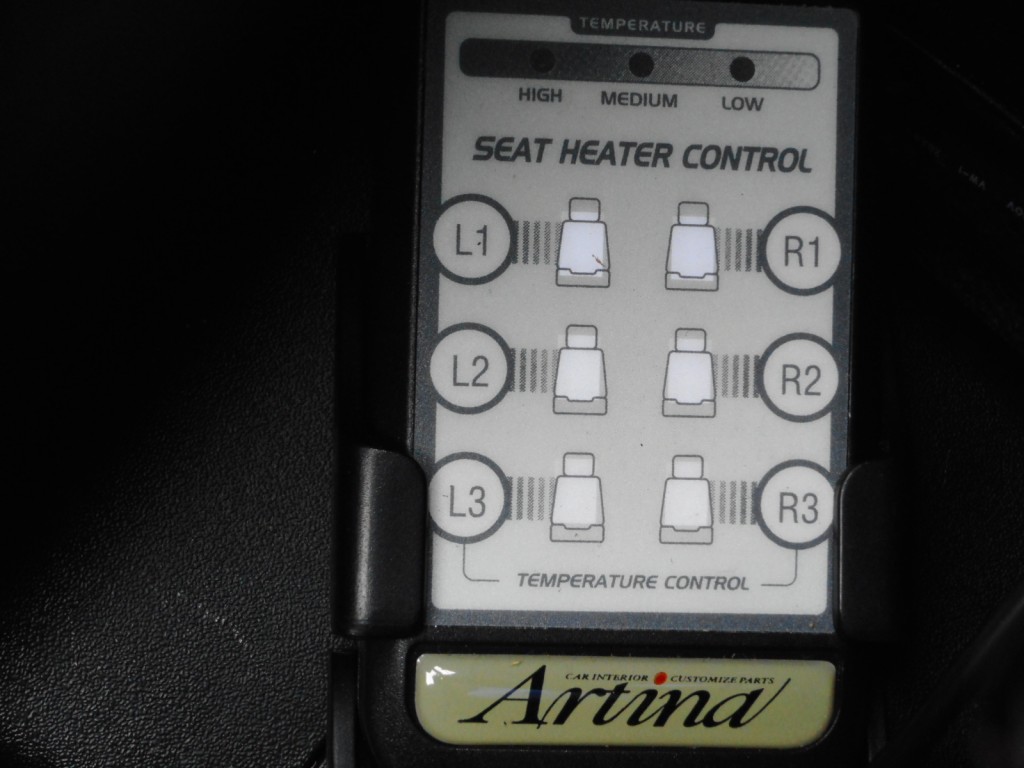 TEMPERATURE
HIGH MEDIUM LOW
SEAT HEATER CONTROL
L1 R1
L2 R2
L3 R3
TEMPERATURE CONTROL
CAR INTERIOR CUSTOMIZE PARTS
Artina